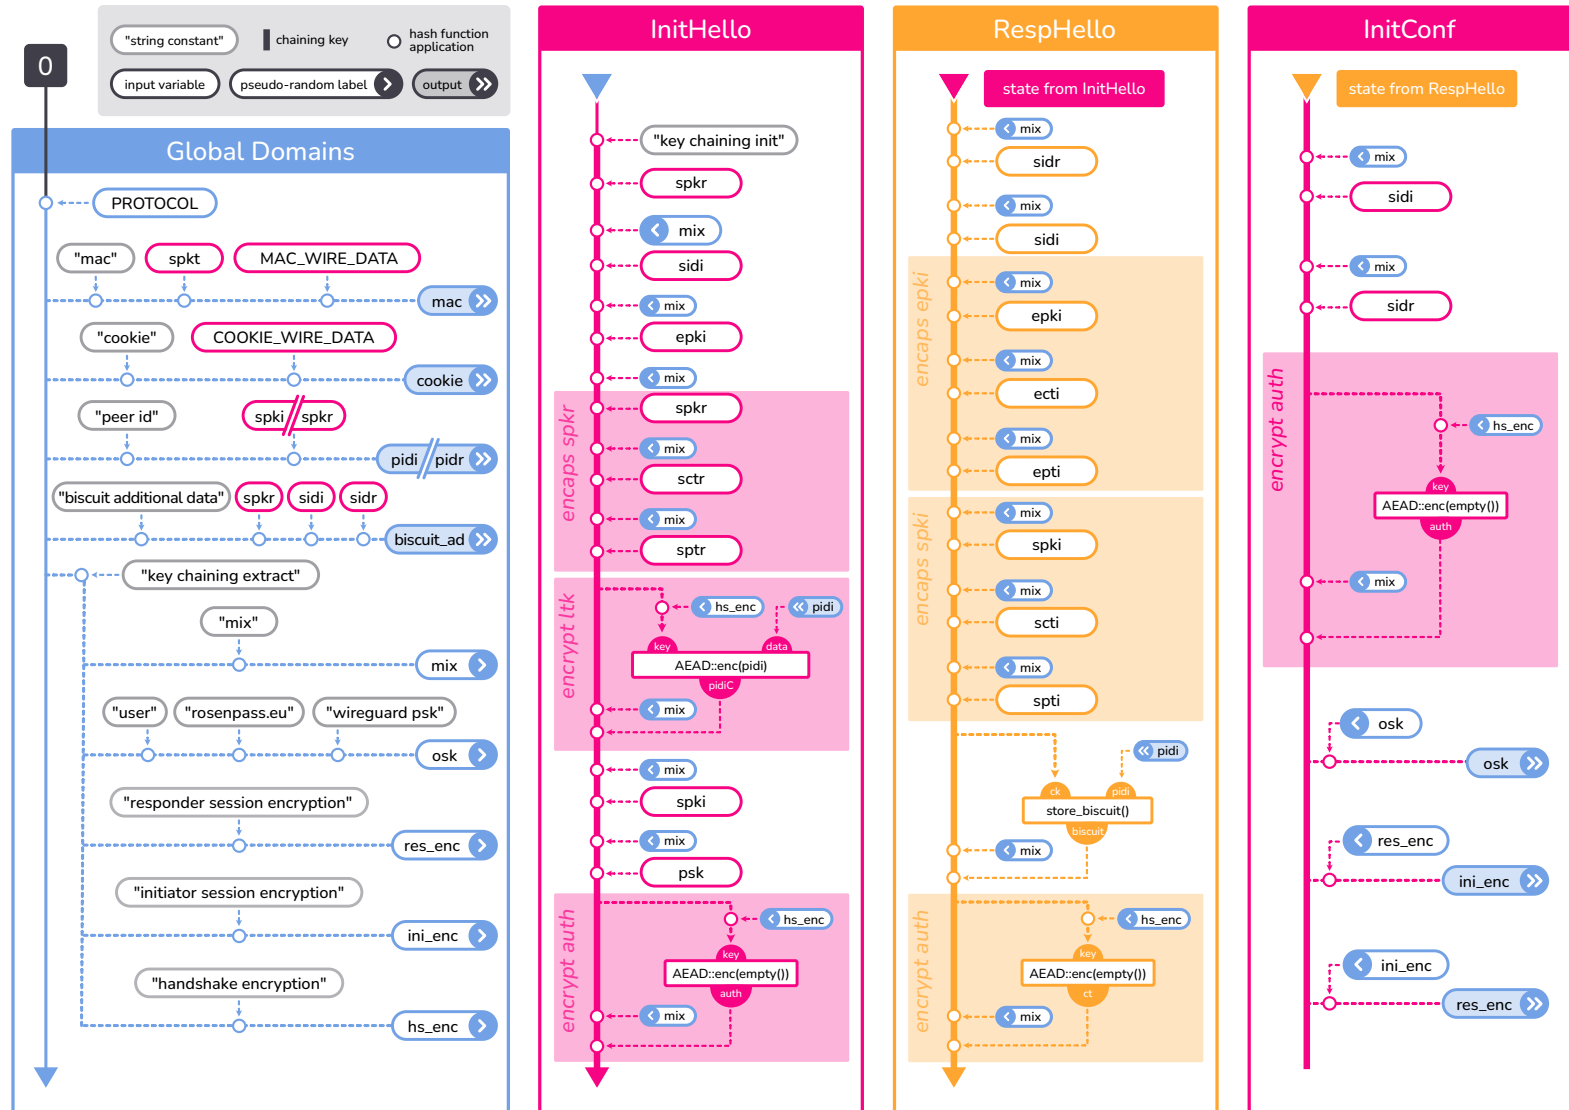 "string constant"
chaining key
hash function
application
input variable
pseudo-random label
output
0
Global Domains
PROTOCOL
"mac"
spkt
MAC_WIRE_DATA
mac
"cookie"
COOKIE_WIRE_DATA
cookie
"peer id"
spki
spkr
pidi
pidr
"biscuit additional data"
spkr
sidi
sidr
biscuit_ad
"key chaining extract"
"mix"
mix
"user"
"rosenpass.eu"
"wireguard psk"
osk
"responder session encryption"
res_enc
"initiator session encryption"
ini_enc
"handshake encryption"
hs_enc
InitHello
"key chaining init"
spkr
mix
sidi
mix
epki
mix
encaps spkr
spkr
mix
sctr
mix
sptr
encrypt ltk
hs_enc
pidi
key
data
AEAD::enc(pidi)
pidiC
mix
mix
spki
mix
psk
encrypt auth
hs_enc
key
AEAD::enc(empty())
auth
mix
RespHello
state from InitHello
mix
sidr
mix
sidi
encaps epki
mix
epki
mix
ecti
mix
epti
encaps spki
mix
spki
mix
scti
mix
spti
pidi
ck
pidi
store_biscuit()
biscuit
mix
encrypt auth
hs_enc
key
AEAD::enc(empty())
ct
mix
InitConf
state from RespHello
mix
sidi
mix
sidr
encrypt auth
hs_enc
key
AEAD::enc(empty())
auth
mix
osk
osk
res_enc
ini_enc
ini_enc
res_enc